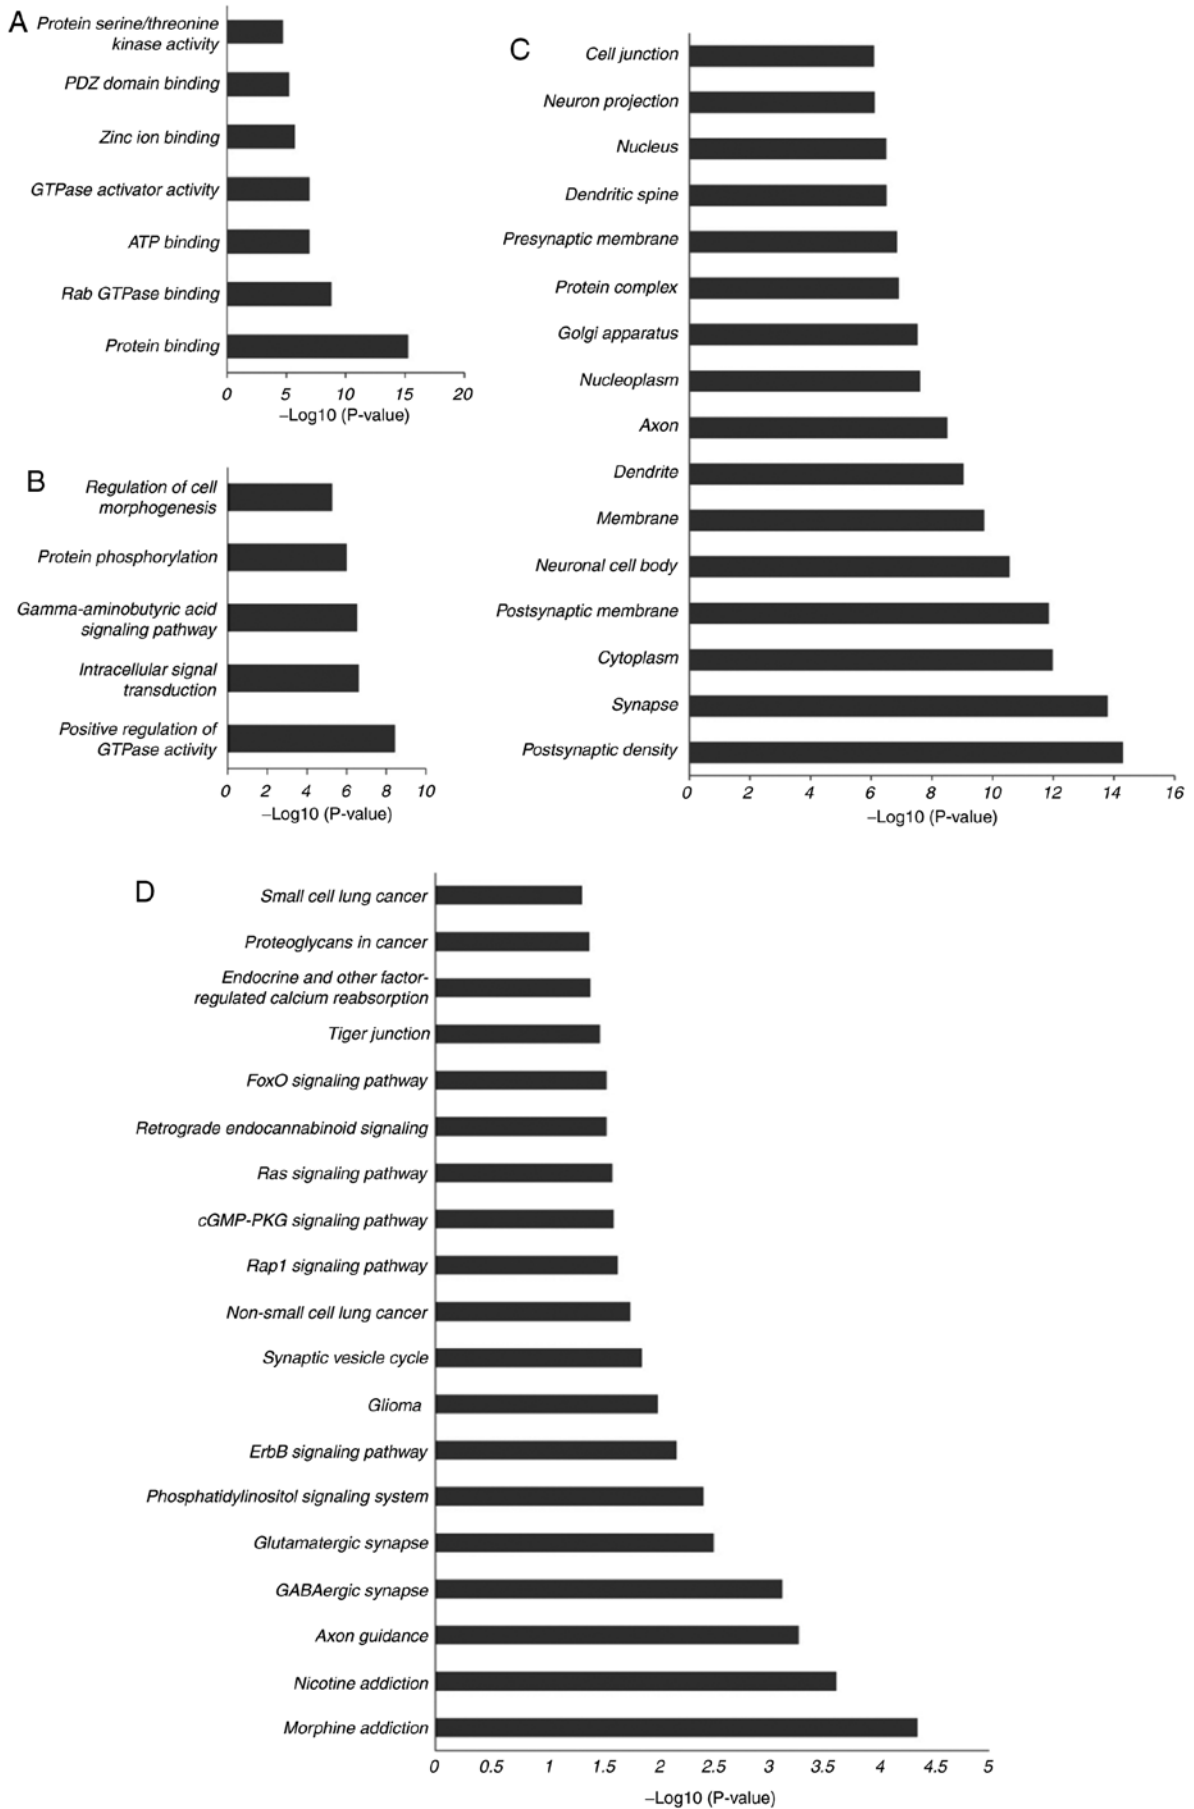 A
Protein serine/threonine
kinase activity
PDZ domain binding
Zinc ion binding
GTPase activator activity
ATP binding
Rab GTPase binding
Protein binding
0 5 10 15 20
–Log10 (P-value)
B
Regulation of cell
morphogenesis
Protein phosphorylation
Gamma-aminobutyric acid
signaling pathway
Intracellular signal
transduction
Positive regulation of
GTPase activity
0 2 4 6 8 10
–Log10 (P-value)
C
Cell junction
Neuron projection
Nucleus
Dendritic spine
Presynaptic membrane
Protein complex
Golgi apparatus
Nucleoplasm
Axon
Dendrite
Membrane
Neuronal cell body
Postsynaptic membrane
Cytoplasm
Synapse
Postsynaptic density
0 2 4 6 8 10 12 14 16
–Log10 (P-value)
D
Small cell lung cancer
Proteoglycans in cancer
Endocrine and other factor-
regulated calcium reabsorption
Tiger junction
FoxO signaling pathway
Retrograde endocannabinoid signaling
Ras signaling pathway
cGMP-PKG signaling pathway
Rap1 signaling pathway
Non-small cell lung cancer
Synaptic vesicle cycle
Glioma
ErbB signaling pathway
Phosphatidylinositol signaling system
Glutamatergic synapse
GABAergic synapse
Axon guidance
Nicotine addiction
Morphine addiction
0 0.5 1 1.5 2 2.5 3 3.5 4 4.5 5
–Log10 (P-value)